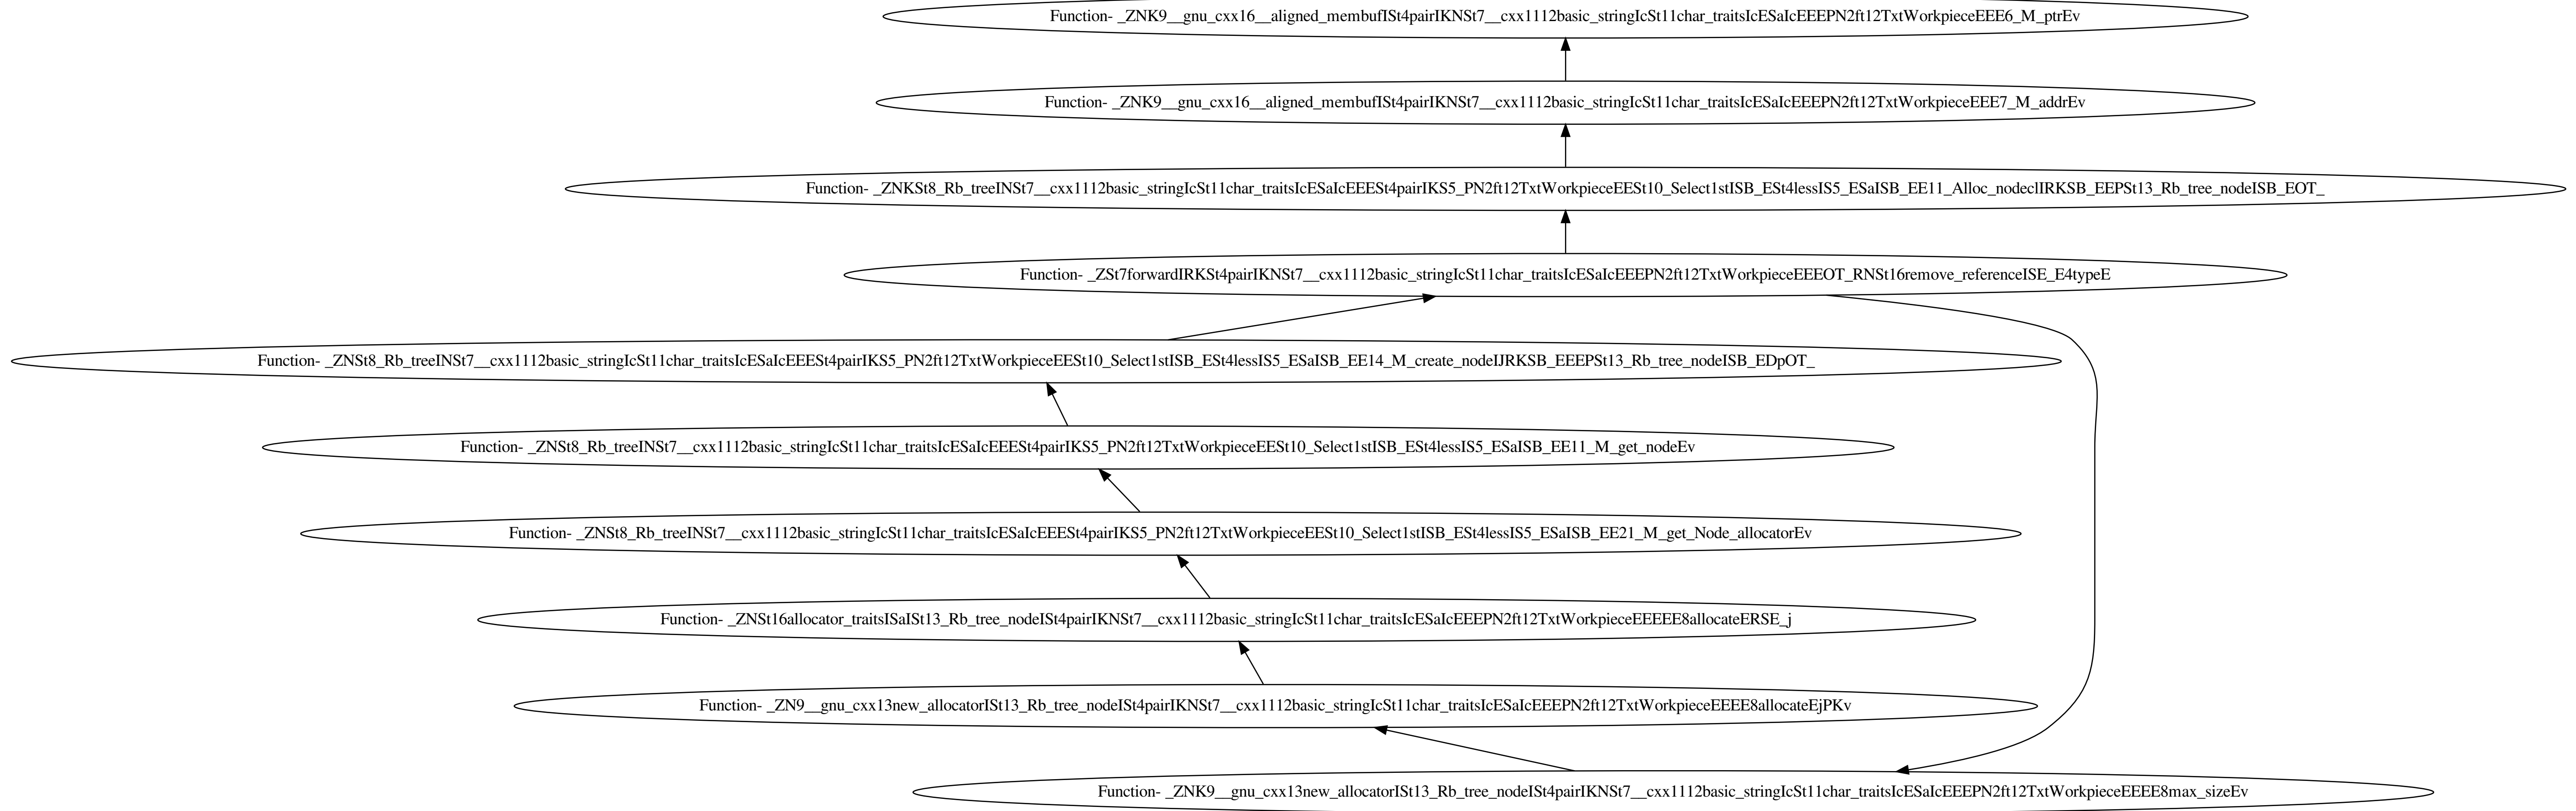 Function- _ZNK9__gnu_cxx16__aligned_membufISt4pairIKNSt7__cxx1112basic_stringIcSt11char_traitsIcESaIcEEEPN2ft12TxtWorkpieceEEE6_M_ptrEv
Function- _ZNK9__gnu_cxx16__aligned_membufISt4pairIKNSt7__cxx1112basic_stringIcSt11char_traitsIcESaIcEEEPN2ft12TxtWorkpieceEEE7_M_addrEv
Function- _ZNKSt8_Rb_treeINSt7__cxx1112basic_stringIcSt11char_traitsIcESaIcEEESt4pairIKS5_PN2ft12TxtWorkpieceEESt10_Select1stISB_ESt4lessIS5_ESaISB_EE11_Alloc_nodeclIRKSB_EEPSt13_Rb_tree_nodeISB_EOT_
Function- _ZSt7forwardIRKSt4pairIKNSt7__cxx1112basic_stringIcSt11char_traitsIcESaIcEEEPN2ft12TxtWorkpieceEEEOT_RNSt16remove_referenceISE_E4typeE
Function- _ZNSt8_Rb_treeINSt7__cxx1112basic_stringIcSt11char_traitsIcESaIcEEESt4pairIKS5_PN2ft12TxtWorkpieceEESt10_Select1stISB_ESt4lessIS5_ESaISB_EE14_M_create_nodeIJRKSB_EEEPSt13_Rb_tree_nodeISB_EDpOT_
Function- _ZNSt8_Rb_treeINSt7__cxx1112basic_stringIcSt11char_traitsIcESaIcEEESt4pairIKS5_PN2ft12TxtWorkpieceEESt10_Select1stISB_ESt4lessIS5_ESaISB_EE11_M_get_nodeEv
Function- _ZNSt8_Rb_treeINSt7__cxx1112basic_stringIcSt11char_traitsIcESaIcEEESt4pairIKS5_PN2ft12TxtWorkpieceEESt10_Select1stISB_ESt4lessIS5_ESaISB_EE21_M_get_Node_allocatorEv
Function- _ZNSt16allocator_traitsISaISt13_Rb_tree_nodeISt4pairIKNSt7__cxx1112basic_stringIcSt11char_traitsIcESaIcEEEPN2ft12TxtWorkpieceEEEEE8allocateERSE_j
Function- _ZN9__gnu_cxx13new_allocatorISt13_Rb_tree_nodeISt4pairIKNSt7__cxx1112basic_stringIcSt11char_traitsIcESaIcEEEPN2ft12TxtWorkpieceEEEE8allocateEjPKv
Function- _ZNK9__gnu_cxx13new_allocatorISt13_Rb_tree_nodeISt4pairIKNSt7__cxx1112basic_stringIcSt11char_traitsIcESaIcEEEPN2ft12TxtWorkpieceEEEE8max_sizeEv